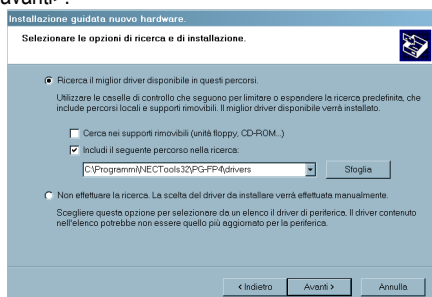 avanti> .
Installazione guidata nuovo hardware.
Selezionare le opzioni di ricerca e di installazione.
Ricerca il miglior driver disponibile in questi percorsi.
Utilizzare le caselle di controllo che seguono per limitare o espandere la ricerca predefinita, che
include percorsi locali e supporti rimovibili. Il miglior driver disponibile verrà installato.
Cerca nei supporti rimovibili (unità floppy, CD-ROM...)
Includi il seguente percorso nella ricerca:
C:\Programmi\NECTools32\PG-FP4\drivers
Sfoglia
Non effettuare la ricerca. La scelta del driver da installare verrà effettuata manualmente.
Scegliere questa opzione per selezionare da un elenco il driver di periferica. Il driver contenuto
nell'elenco potrebbe non essere quello più aggiornato per la periferica.
< Indietro Avanti > Annulla